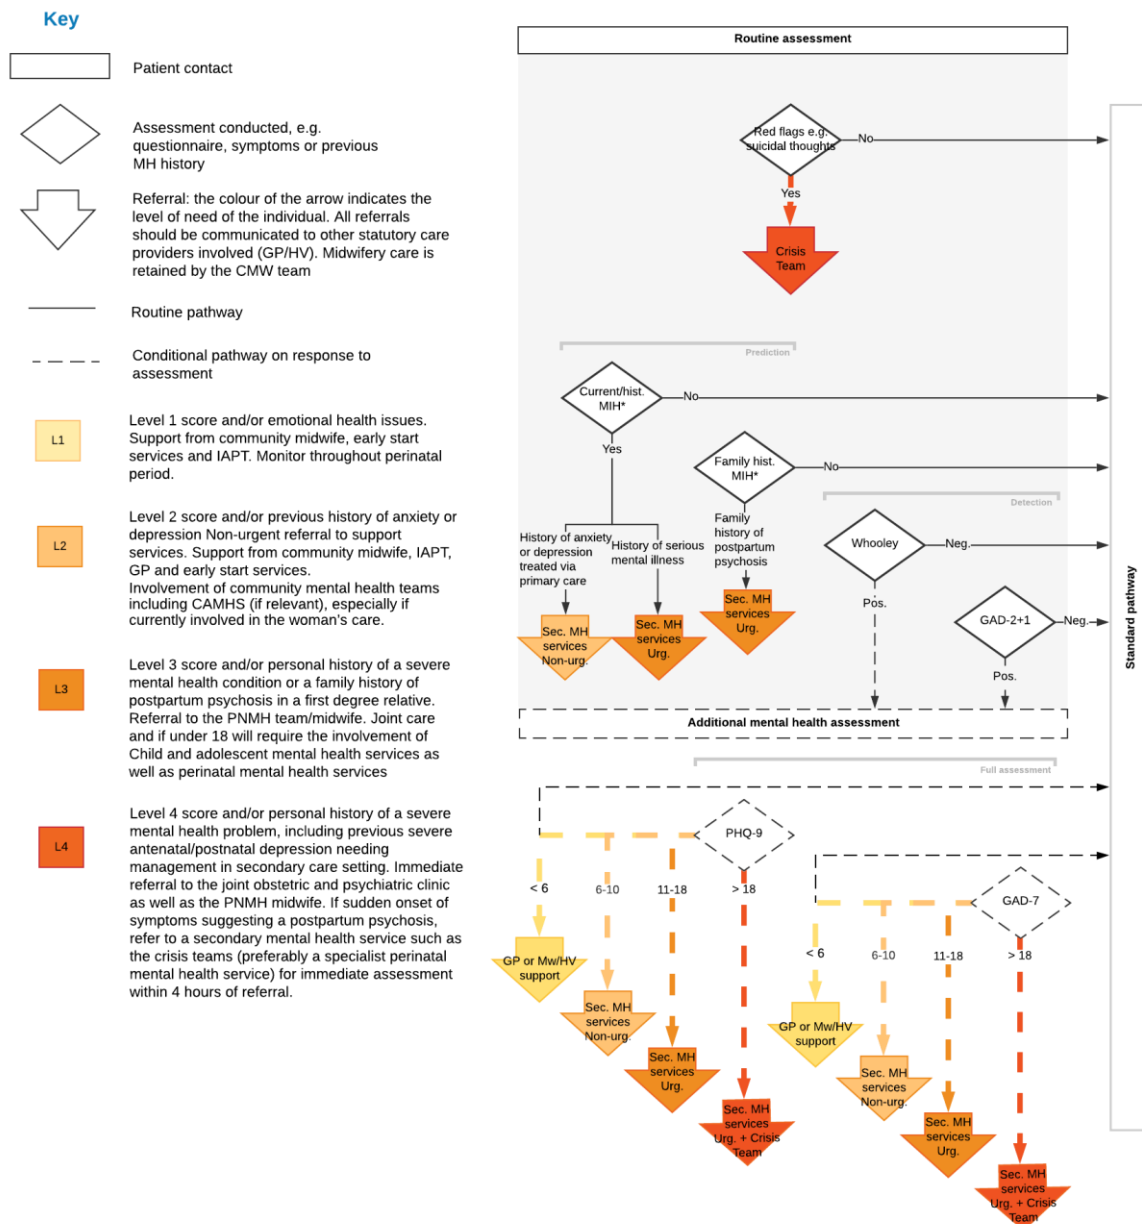 Key
Patient contact
Assessment conducted, e.g.
questionnaire, symptoms or previous
MH history
Referral: the colour of the arrow indicates the
level of need of the individual. All referrals
should be communicated to other statutory care
providers involved (GP/HV). Midwifery care is
retained by the CMW team
Routine pathway
Conditional pathway on response to
assessment
L1
Level 1 score and/or emotional health issues.
Support from community midwife, early start
services and IAPT. Monitor throughout perinatal
period.
L2
Level 2 score and/or previous history of anxiety or
depression Non-urgent referral to support
services. Support from community midwife, IAPT,
GP and early start services.
Involvement of community mental health teams
including CAMHS (if relevant), especially if
currently involved in the woman's care.
L3
Level 3 score and/or personal history of a severe
mental health condition or a family history of
postpartum psychosis in a first degree relative.
Referral to the PNMH team/midwife. Joint care
and if under 18 will require the involvement of
Child and adolescent mental health services as
well as perinatal mental health services
L4
Level 4 score and/or personal history of a severe
mental health problem, including previous severe
antenatal/postnatal depression needing
management in secondary care setting. Immediate
referral to the joint obstetric and psychiatric clinic
as well as the PNMH midwife. If sudden onset of
symptoms suggesting a postpartum psychosis,
refer to a secondary mental health service such as
the crisis teams (preferably a specialist perinatal
mental health service) for immediate assessment
within 4 hours of referral.
Routine assessment
Red flags e.g.
suicidal thoughts
No
Yes
Crisis
Team
Prediction
Current/hist.
MIH*
No
Yes
Family hist.
MIH*
No
Detection
History of anxiety
or depression
treated via
primary care
History of serious
mental illness
Family
history of
postpartum
psychosis
Whooley
Neg.
Pos.
Sec. MH
services
Non-urg.
Sec. MH
services
Urg.
Sec. MH
services
Urg.
GAD-2+1
Neg.
Pos.
Standard pathway
Additional mental health assessment
Full assessment
PHQ-9
< 6
6-10
11-18
> 18
GP or Mw/HV
support
Sec. MH
services
Non-urg.
Sec. MH
services
Urg.
Sec. MH
services
Urg. + Crisis
Team
GAD-7
< 6
6-10
11-18
> 18
GP or Mw/HV
support
Sec. MH
services
Non-urg.
Sec. MH
services
Urg.
Sec. MH
services
Urg. + Crisis
Team